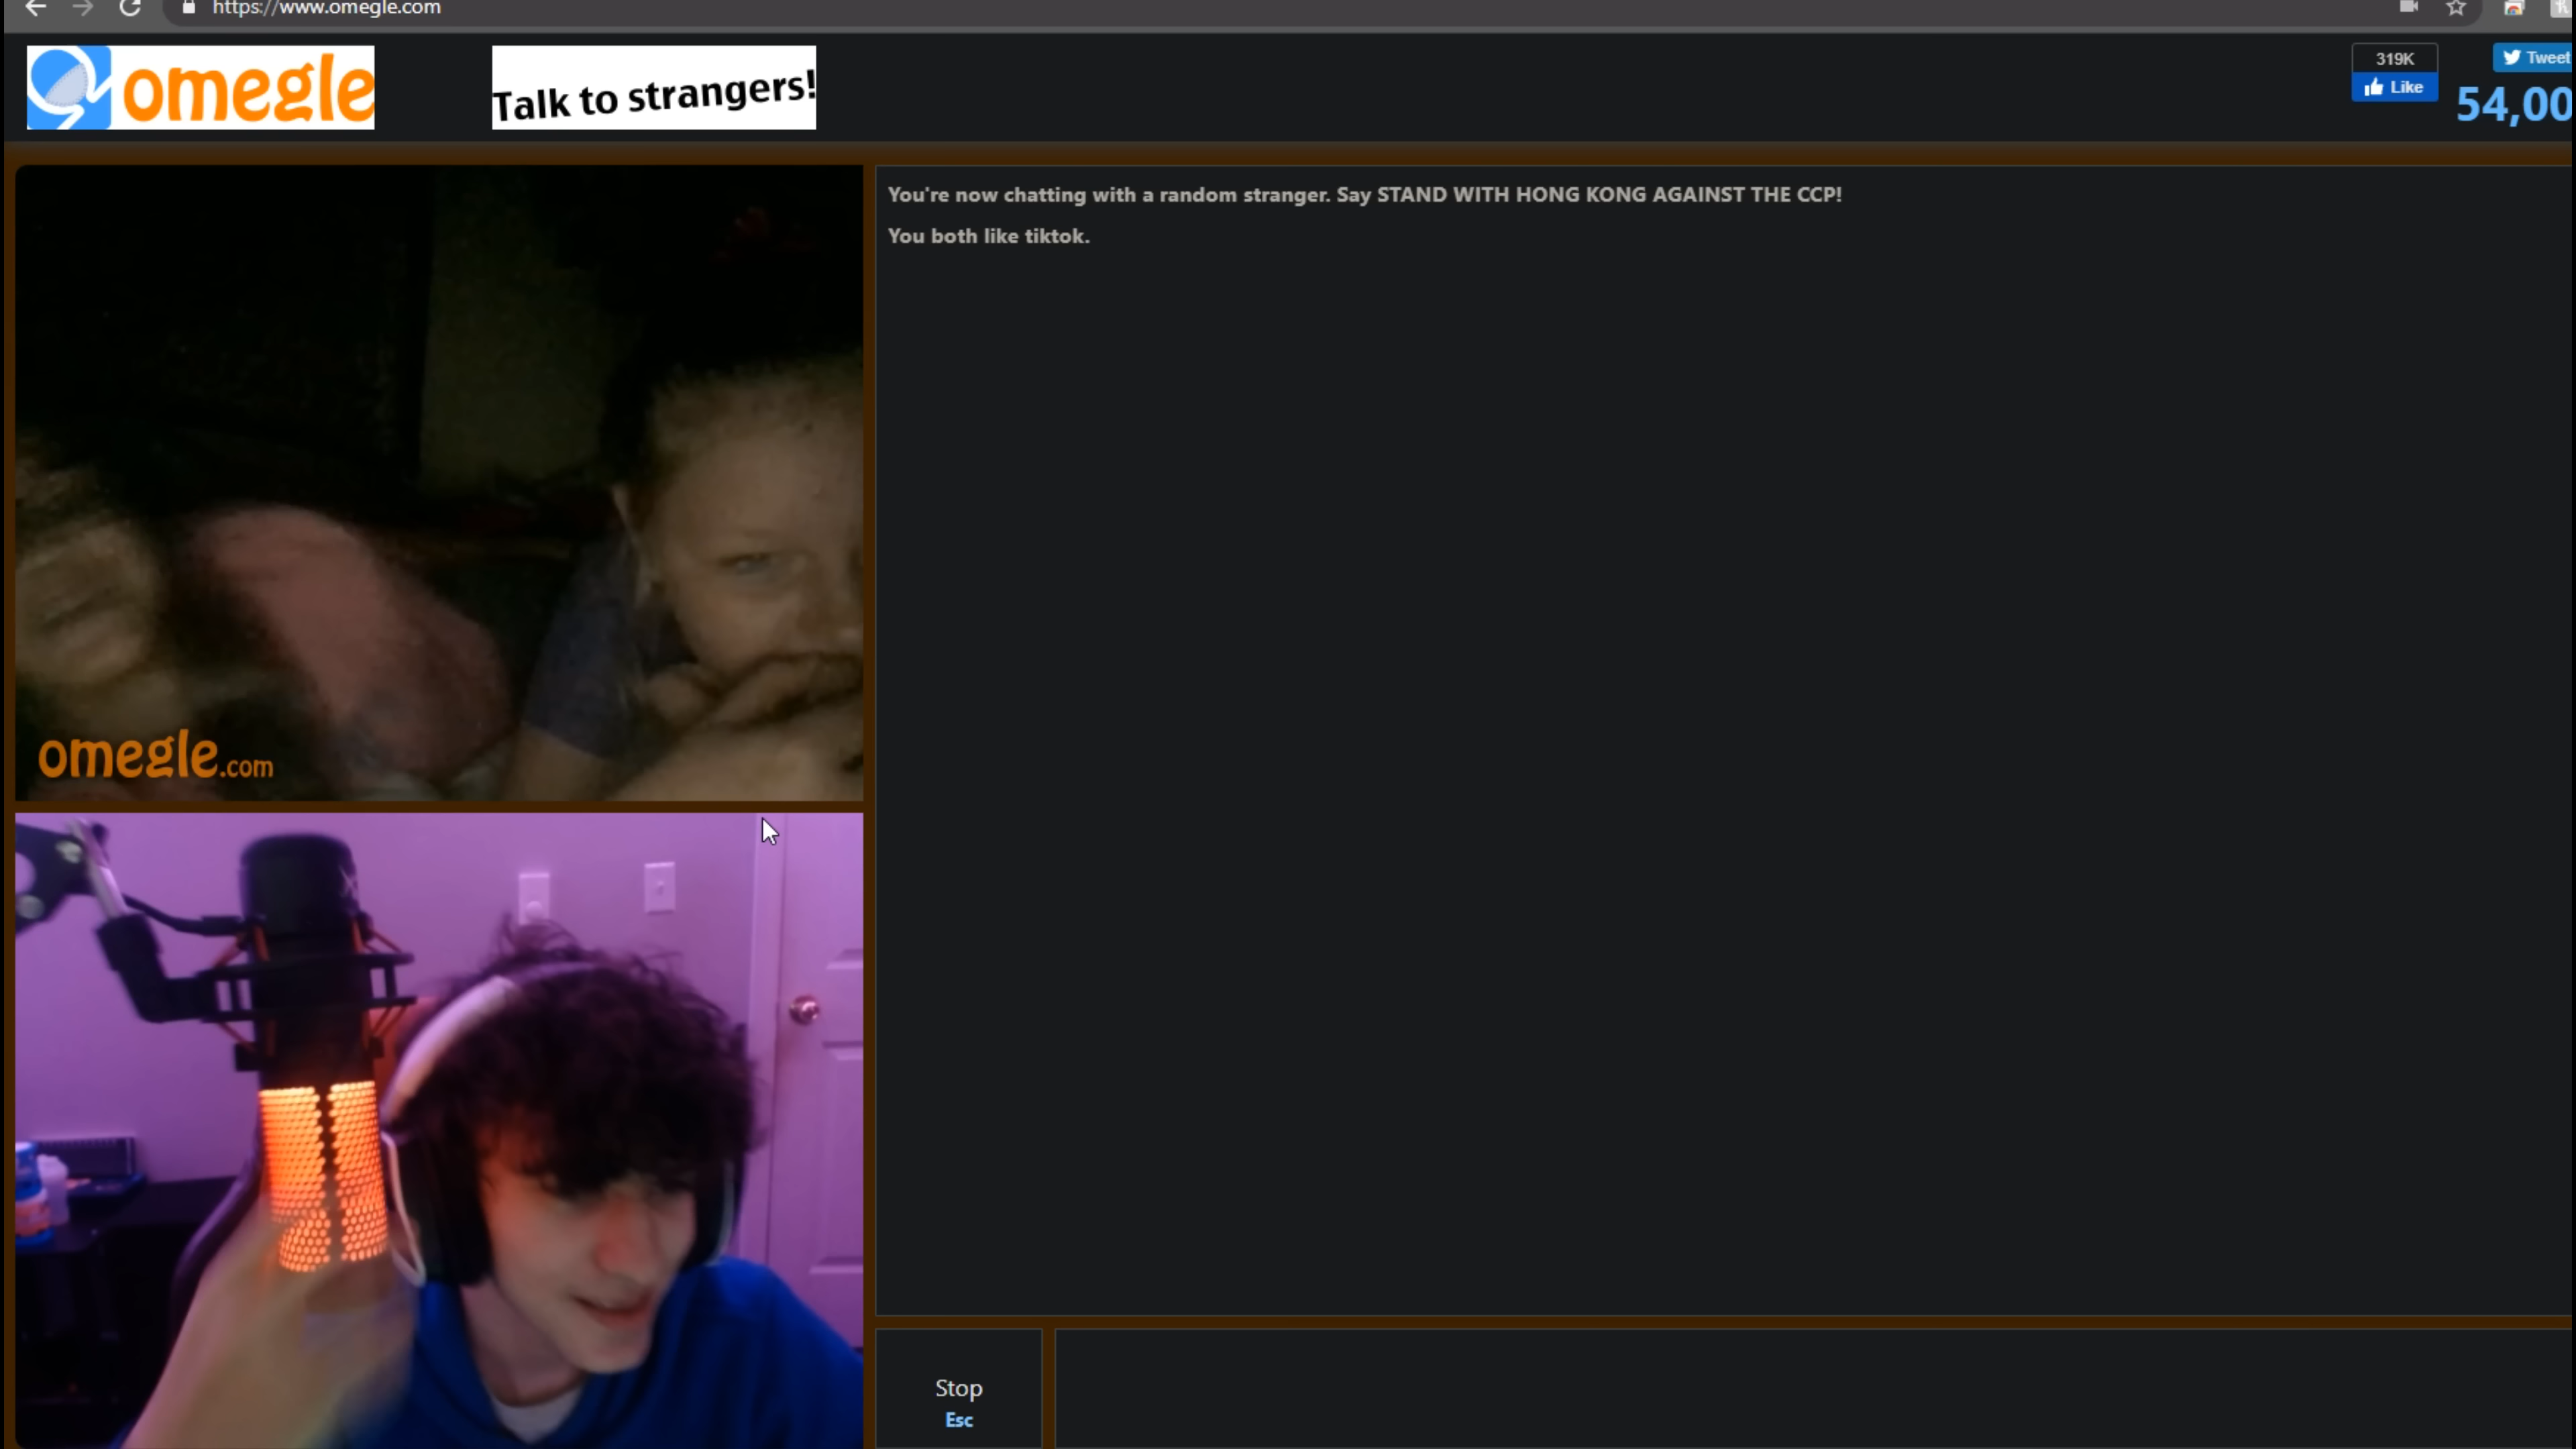 https://www.omegle.com
omegle
Talk to strangers!
319K
Like
Tweet
54,00
You're now chatting with a random stranger. Say STAND WITH HONG KONG AGAINST THE CCP!
You both like tiktok.
omegle.com
Stop
Esc